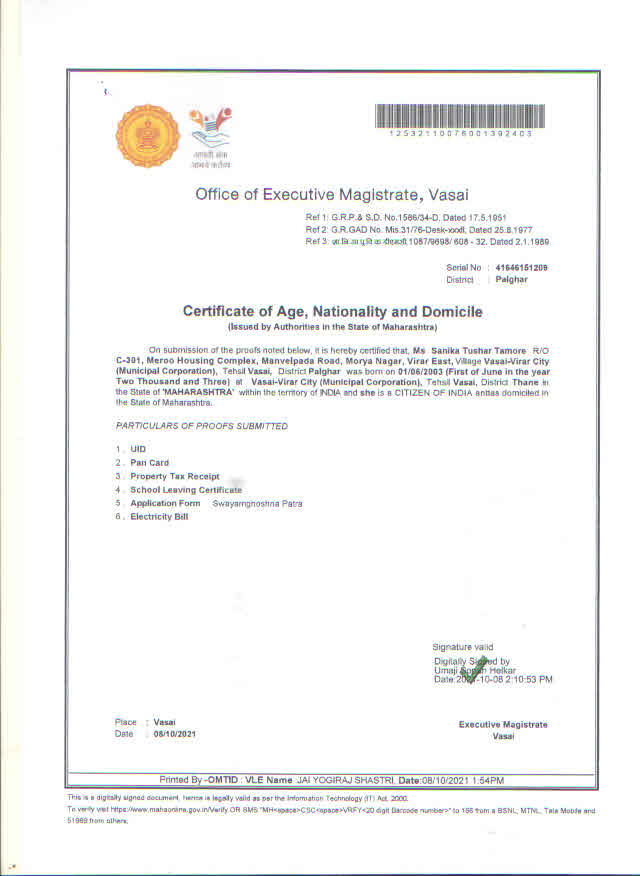 आपली सेवा
आमचे कर्तव्य
12532110076001392403
Office of Executive Magistrate, Vasai
Ref 1: G.R.P.& S.D. No.1586/34-D, Dated 17.5.1951
Ref 2: G.R.GAD No. Mis.31/76-Desk-xxxII, Dated 25.8.1977
Ref 3: 1087/9698/ 608 - 32. Dated 2.1.1989
Serial No : 41646151209
District : Palghar
Certificate of Age, Nationality and Domicile
(Issued by Authorities in the State of Maharashtra)
On submission of the proofs noted below, it is hereby certified that, Ms Sanika Tushar Tamore R/O
C-301, Meroo Housing Complex, Manvelpada Road, Morya Nagar, Virar East, Village Vasai-Virar City
(Municipal Corporation), Tehsil Vasai, District Palghar was born on 01/06/2003 (First of June in the year
Two Thousand and Three) at Vasai-Virar City (Municipal Corporation), Tehsil Vasai, District Thane in
the State of 'MAHARASHTRA' within the territory of INDIA and she is a CITIZEN OF INDIA domiciled in
the State of Maharashtra.
PARTICULARS OF PROOFS SUBMITTED
1 . UID
2 . Pan Card
3 . Property Tax Receipt
4 . School Leaving Certificate
5 . Application Form Swayamghoshna Patra
6 . Electricity Bill
Signature valid
Digitally Signed by
Umaji Helkar
Date:2021-10-08 2:10:53 PM
Place : Vasai
Date : 08/10/2021
Executive Magistrate
Vasai
Printed By -OMTID : VLE Name :JAI YOGIRAJ SHASTRI, Date:08/10/2021 1:54PM
This is a digitally signed document, hence is legally valid as per the Information Technology (IT) Act, 2000.
To verify visit https://www.mahaonline.gov.in/Verify OR SMS "MH<space>CSC<space>VRFY<20 digit Barcode number>" to 166 from a BSNL, MTNL, Tata Mobile and
51969 from others.